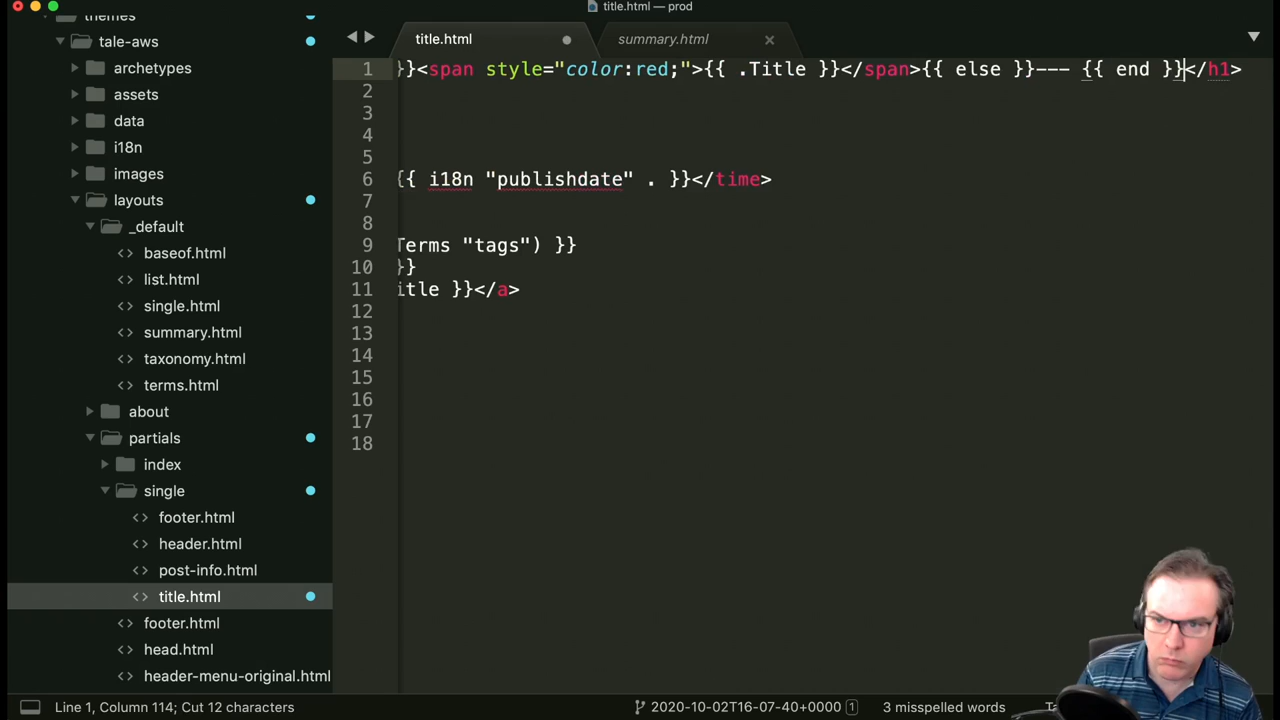 title.html — prod
themes
tale-aws
archetypes
assets
data
i18n
images
layouts
_default
baseof.html
list.html
single.html
summary.html
taxonomy.html
terms.html
about
partials
index
single
footer.html
header.html
post-info.html
title.html
footer.html
head.html
header-menu-original.html
title.html
summary.html
1 }}<span style="color:red;">{{ .Title }}</span>{{ else }}--- {{ end }}</h1>
2
3
4
5
6 {{ i18n "publishdate" . }}</time>
7
8
9 Terms "tags") }}
10 }}
11 itle }}</a>
12
13
14
15
16
17
18
Line 1, Column 114; Cut 12 characters
2020-10-02T16-07-40+0000 1
3 misspelled words